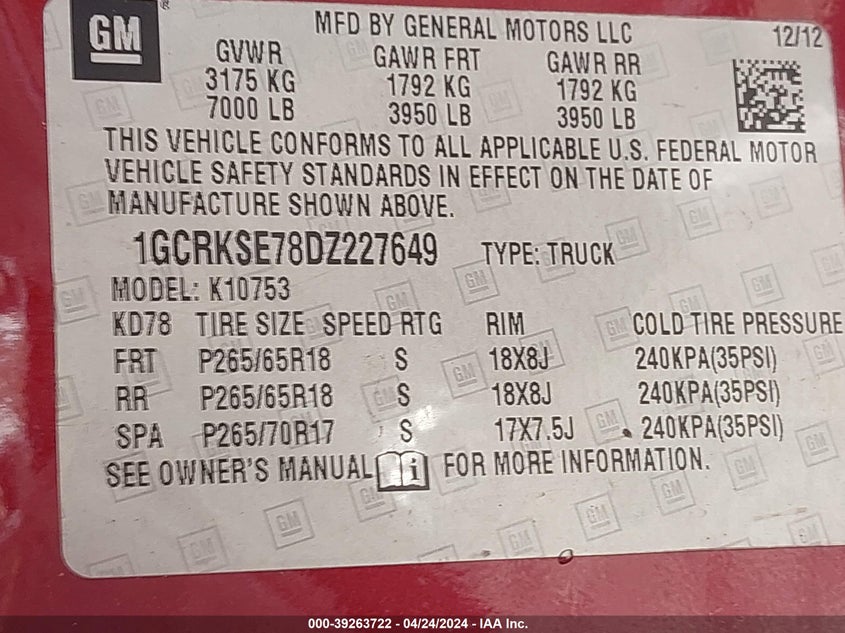 GM
MFD BY GENERAL MOTORS LLC 12/12
GVWR GAWR FRT GAWR RR
3175 KG 1792 KG 1792 KG
7000 LB 3950 LB 3950 LB
THIS VEHICLE CONFORMS TO ALL APPLICABLE U.S. FEDERAL MOTOR
VEHICLE SAFETY STANDARDS IN EFFECT ON THE DATE OF
MANUFACTURE SHOWN ABOVE.
1GCRKSE78DZ227649 TYPE: TRUCK
MODEL: K10753
KD78 TIRE SIZE SPEED RTG RIM COLD TIRE PRESSURE
FRT P265/65R18 S 18X8J 240KPA(35PSI)
RR P265/65R18 S 18X8J 240KPA(35PSI)
SPA P265/70R17 S 17X7.5J 240KPA(35PSI)
SEE OWNER'S MANUAL i FOR MORE INFORMATION.
000-39263722 - 04/24/2024 - IAA Inc.